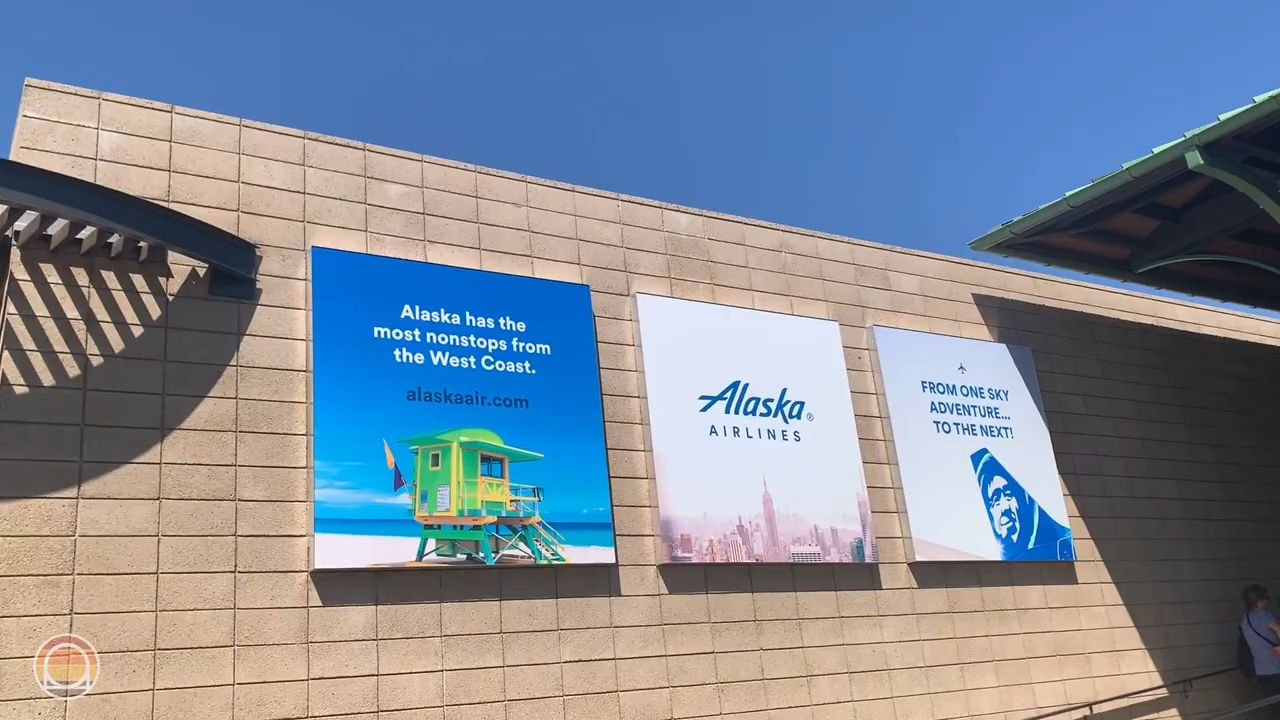 Alaska has the
most nonstops from
the West Coast.
alaskaair.com
Alaska®
AIRLINES
FROM ONE SKY
ADVENTURE...
TO THE NEXT!